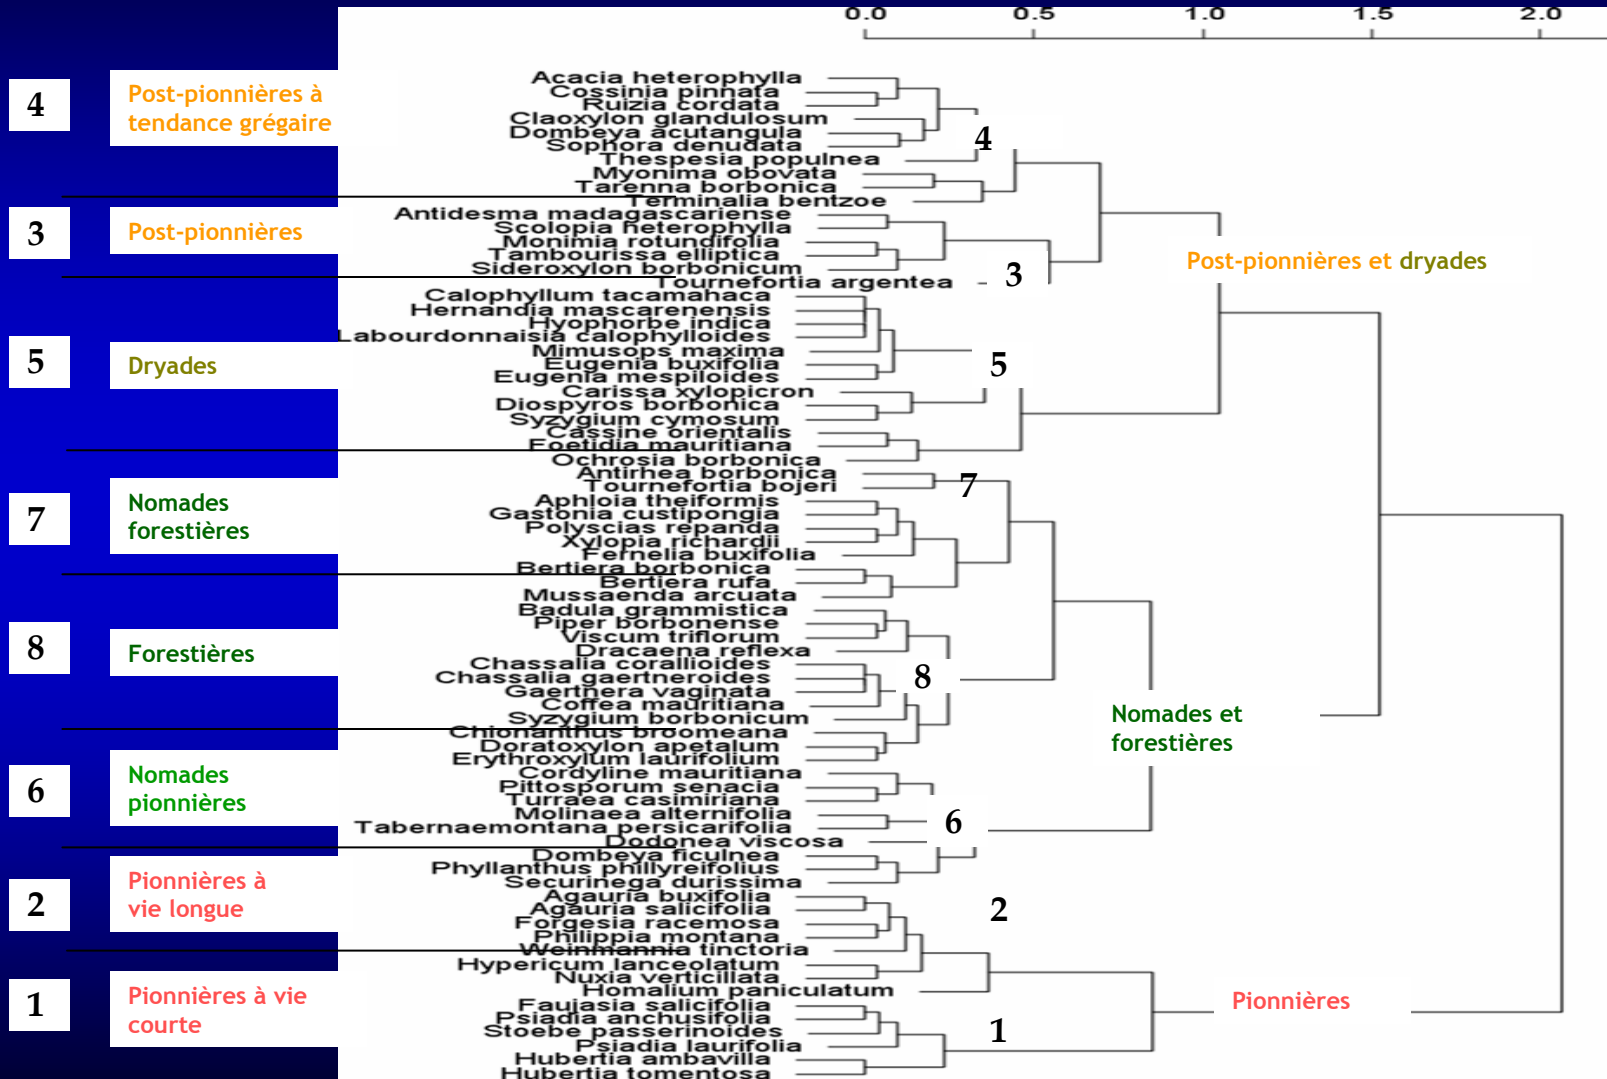 0.0 0.5 1.0 1.5 2.0
4
Post-pionnières à
tendance grégaire
3
Post-pionnières
5
Dryades
7
Nomades
forestières
8
Forestières
6
Nomades
pionnières
2
Pionnières à
vie longue
1
Pionnières à vie
courte
Acacia heterophylla
Cossinia pinnata
Ruizia cordata
Claoxylon glandulosum
Dombeya acutangula
Sophora denudata
Thespesia populnea
Myonima obovata
Tarenna borbonica
Terminalia bentzoe
Antidesma madagascariense
Scolopia heterophylla
Monimia rotundifolia
Tambourissa elliptica
Sideroxylon borbonicum
Tournefortia argentea
Calophyllum tacamahaca
Hernandia mascarenensis
Hyophorbe indica
Labourdonnaisia calophylloides
Mimusops maxima
Eugenia buxifolia
Eugenia mespiloides
Carissa xylopicron
Diospyros borbonica
Syzygium cymosum
Cassine orientalis
Foetidia mauritiana
Ochrosia borbonica
Antirhea borbonica
Tournefortia bojeri
Aphloia theiformis
Gastonia custipongia
Polyscias repanda
Xylopia richardii
Fernelia buxifolia
Bertiera borbonica
Bertiera rufa
Mussaenda arcuata
Badula grammistica
Piper borbonense
Viscum triflorum
Dracaena reflexa
Chassalia corallioides
Chassalia gaertneroides
Gaerthera vaginata
Coffea mauritiana
Syzygium borbonicum
Chionanthus broomeana
Doratoxylon apetalum
Erythroxylum laurifolium
Cordyline mauritiana
Pittosporum senacia
Turraea casimiriana
Molinaea alternifolia
Tabernaemontana persicarifolia
Dodonea viscosa
Dombeya ficulnea
Phyllanthus phillyreifolius
Securinega durissima
Agauria buxifolia
Agauria salicifolia
Forgesia racemosa
Philippia montana
Weinmannia tinctoria
Hypericum lanceolatum
Nuxia verticillata
Homalium paniculatum
Faujasia salicifolia
Psiadia anchusifolia
Stoebe passerinoides
Psiadia laurifolia
Hubertia ambavilla
Hubertia tomentosa
4
3
5
7
8
6
2
1
Post-pionnières et dryades
Nomades et
forestières
Pionnières